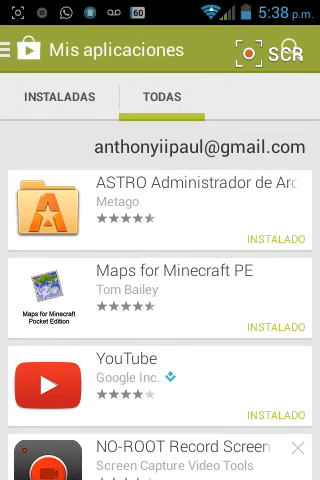 60 5:38 p.m.
Mis aplicaciones SCR
INSTALADAS TODAS
anthonyiipaul@gmail.com
ASTRO Administrador de Arc
Metago
INSTALADO
Maps for Minecraft PE
Tom Bailey
Maps for Minecraft
Pocket Edition
INSTALADO
YouTube
Google Inc.
INSTALADO
NO-ROOT Record Screen
Screen Capture Video Tools